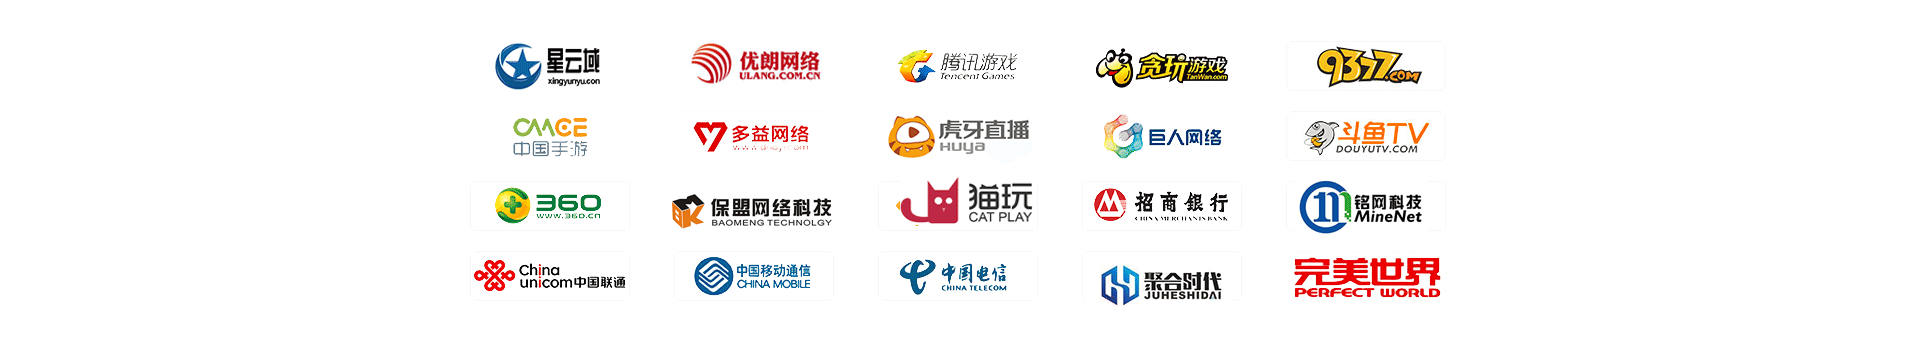 星云域
xingyunyu.com
优朗网络
ULANG.COM.CN
腾讯游戏
Tencent Games
贪玩游戏
TanWan.com
9377.COM
CMGE
中国手游
多益网络
虎牙直播
HUYA
巨人网络
斗鱼TV
DOUYUTV.COM
360
WWW.360.CN
保盟网络科技
BAOMENG TECHNOLGY
猫玩
CAT PLAY
招商银行
CHINA MERCHANTS BANK
铭网科技
MineNet
China
unicom中国联通
中国移动通信
CHINA MOBILE
中国电信
CHINA TELECOM
聚合时代
JUHESHIDAI
完美世界
PERFECT WORLD